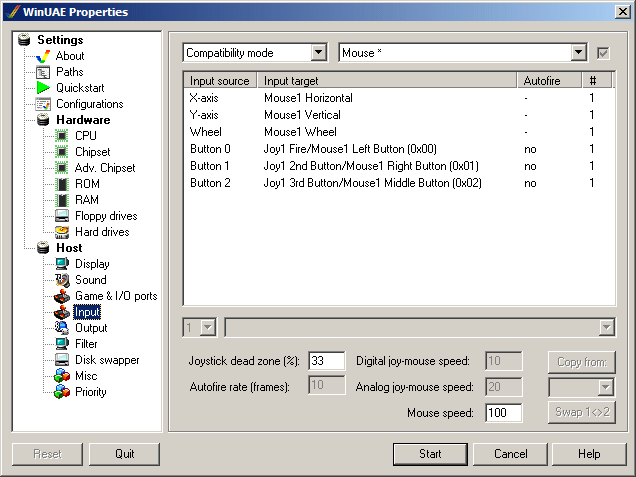 WinUAE Properties
Settings
About
Paths
Quickstart
Configurations
Hardware
CPU
Chipset
Adv. Chipset
ROM
RAM
Floppy drives
Hard drives
Host
Display
Sound
Game & I/O ports
Input
Output
Filter
Disk swapper
Misc
Priority
Compatibility mode Mouse *
Input source Input target Autofire #
X-axis Mouse1 Horizontal - 1
Y-axis Mouse1 Vertical - 1
Wheel Mouse1 Wheel - 1
Button 0 Joy1 Fire/Mouse1 Left Button (0x00) no 1
Button 1 Joy1 2nd Button/Mouse1 Right Button (0x01) no 1
Button 2 Joy1 3rd Button/Mouse1 Middle Button (0x02) no 1
1
Joystick dead zone (%): 33 Digital joy-mouse speed: 10 Copy from:
Autofire rate (frames): 10 Analog joy-mouse speed: 20
Mouse speed: 100 Swap 1<>2
Reset Quit Start Cancel Help